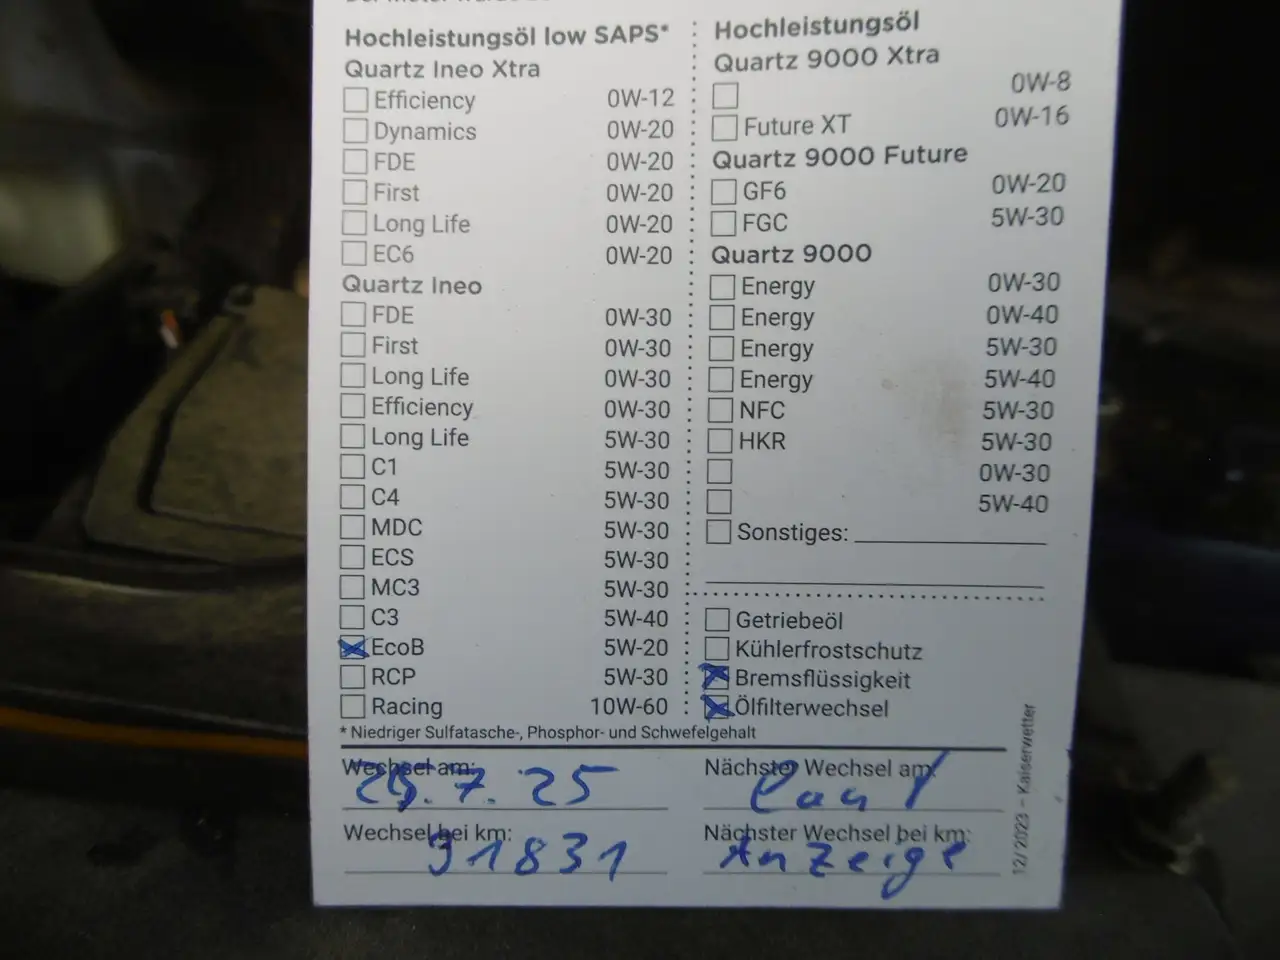 Hochleistungsöl low SAPS*
Quartz Ineo Xtra
Efficiency 0W-12
Dynamics 0W-20
FDE 0W-20
First 0W-20
Long Life 0W-20
EC6 0W-20
Quartz Ineo
FDE 0W-30
First 0W-30
Long Life 0W-30
Efficiency 0W-30
Long Life 5W-30
C1 5W-30
C4 5W-30
MDC 5W-30
ECS 5W-30
MC3 5W-30
C3 5W-40
EcoB 5W-20
RCP 5W-30
Racing 10W-60
* Niedriger Sulfatasche-, Phosphor- und Schwefelgehalt
Hochleistungsöl
Quartz 9000 Xtra
0W-8
Future XT 0W-16
Quartz 9000 Future
GF6 0W-20
FGC 5W-30
Quartz 9000
Energy 0W-30
Energy 0W-40
Energy 5W-30
Energy 5W-40
NFC 5W-30
HKR 5W-30
0W-30
5W-40
Sonstiges:
Getriebeöl
Kühlerfrostschutz
Bremsflüssigkeit
Ölfilterwechsel
Wechsel am:
.7.25
Nächster Wechsel am:
Laut
Wechsel bei km:
31831
Nächster Wechsel bei km:
Anzeige
12/2023 – Kaiserwetter